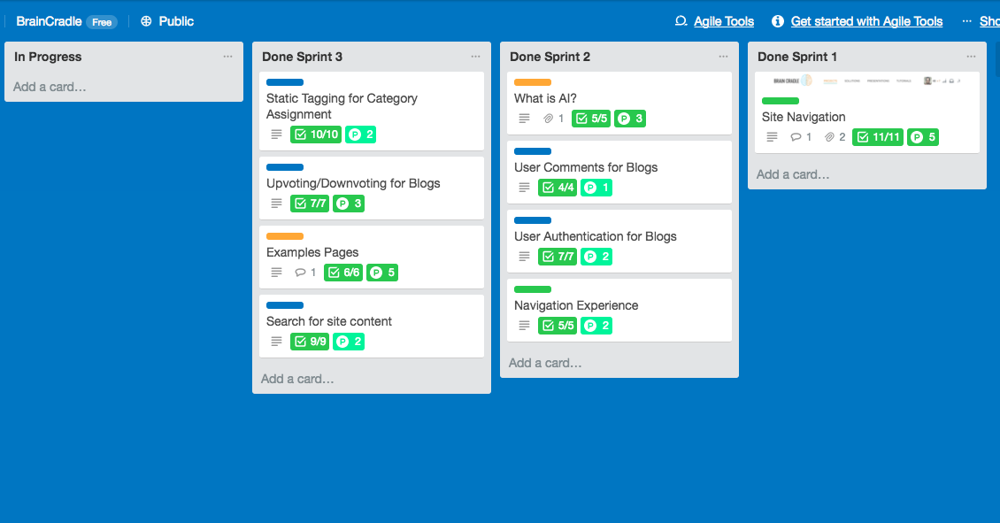 BrainCradle Free Public Agile Tools Get started with Agile Tools ... Sho
In Progress ...
Add a card...
Done Sprint 3 ...
Static Tagging for Category
Assignment
10/10 P 2
Upvoting/Downvoting for Blogs
7/7 P 3
Examples Pages
1 6/6 P 5
Search for site content
9/9 P 2
Add a card...
Done Sprint 2 ...
What is AI?
1 5/5 P 3
User Comments for Blogs
4/4 P 1
User Authentication for Blogs
7/7 P 2
Navigation Experience
5/5 P 2
Add a card...
Done Sprint 1 ...
BRAIN CRADLE
Site Navigation
1 2 11/11 P 5
Add a card...